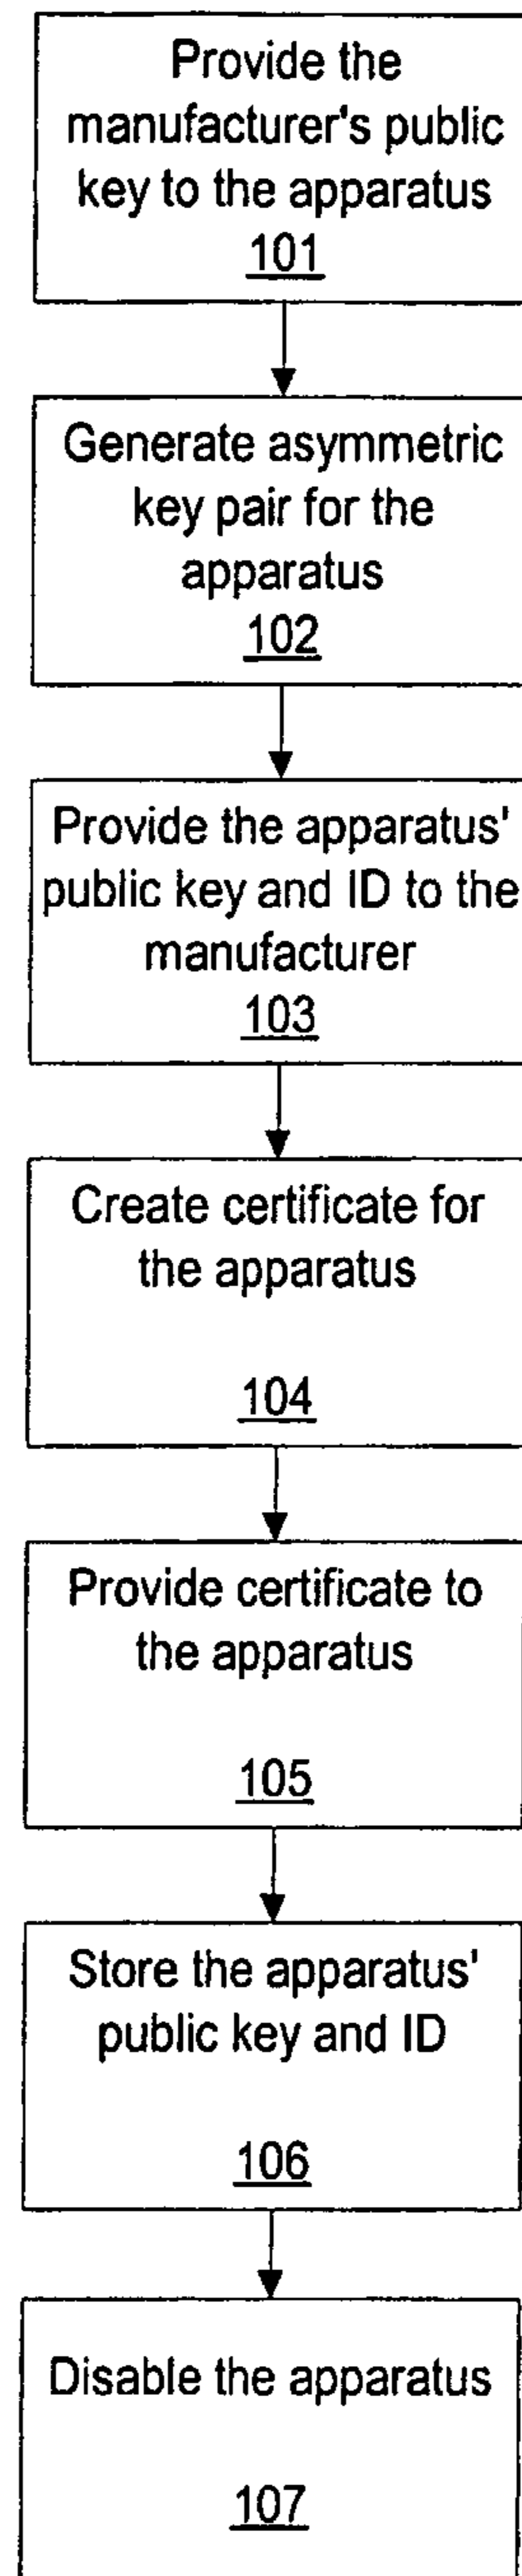 Provide the
manufacturer's public
key to the apparatus
101
Generate asymmetric
key pair for the
apparatus
102
Provide the apparatus'
public key and ID to the
manufacturer
103
Create certificate for
the apparatus
104
Provide certificate to
the apparatus
105
Store the apparatus'
public key and ID
106
Disable the apparatus
107